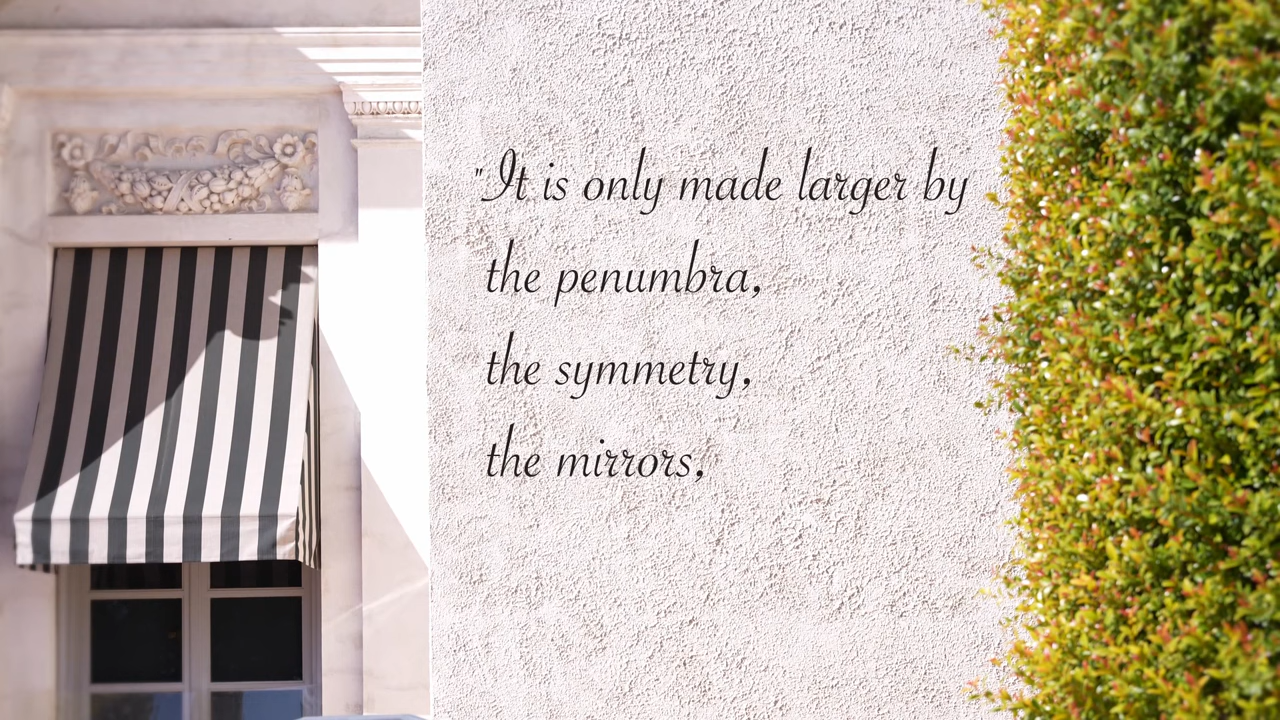 "It is only made larger by
the penumbra,
the symmetry,
the mirrors,